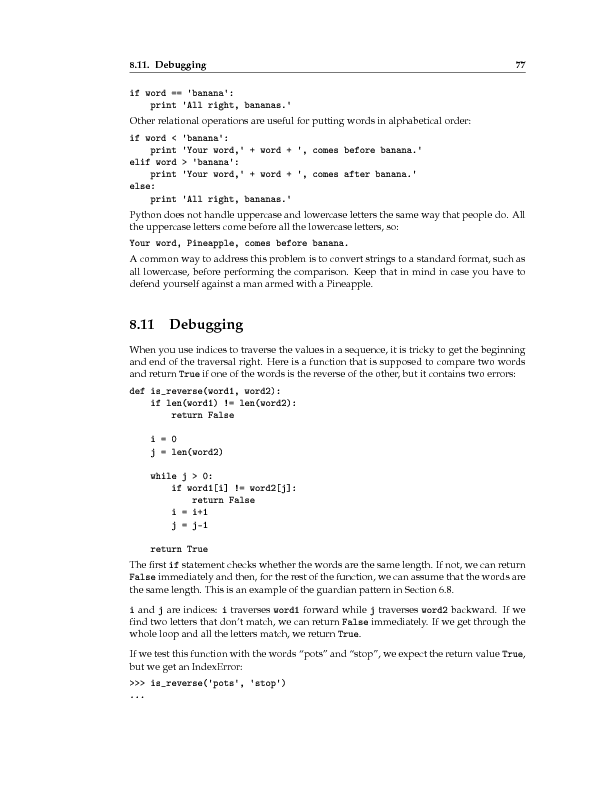 8.11. Debugging 77
if word == 'banana':
    print 'All right, bananas.'
Other relational operations are useful for putting words in alphabetical order:
if word < 'banana':
    print 'Your word,' + word + ', comes before banana.'
elif word > 'banana':
    print 'Your word,' + word + ', comes after banana.'
else:
    print 'All right, bananas.'
Python does not handle uppercase and lowercase letters the same way that people do. All
the uppercase letters come before all the lowercase letters, so:
Your word, Pineapple, comes before banana.
A common way to address this problem is to convert strings to a standard format, such as
all lowercase, before performing the comparison. Keep that in mind in case you have to
defend yourself against a man armed with a Pineapple.
8.11 Debugging
When you use indices to traverse the values in a sequence, it is tricky to get the beginning
and end of the traversal right. Here is a function that is supposed to compare two words
and return True if one of the words is the reverse of the other, but it contains two errors:
def is_reverse(word1, word2):
    if len(word1) != len(word2):
        return False
    i = 0
    j = len(word2)
    while j > 0:
        if word1[i] != word2[j]:
            return False
        i = i+1
        j = j-1
    return True
The first if statement checks whether the words are the same length. If not, we can return
False immediately and then, for the rest of the function, we can assume that the words are
the same length. This is an example of the guardian pattern in Section 6.8.
i and j are indices: i traverses word1 forward while j traverses word2 backward. If we
find two letters that don't match, we can return False immediately. If we get through the
whole loop and all the letters match, we return True.
If we test this function with the words “pots” and “stop”, we expect the return value True,
but we get an IndexError:
>>> is_reverse('pots', 'stop')
...